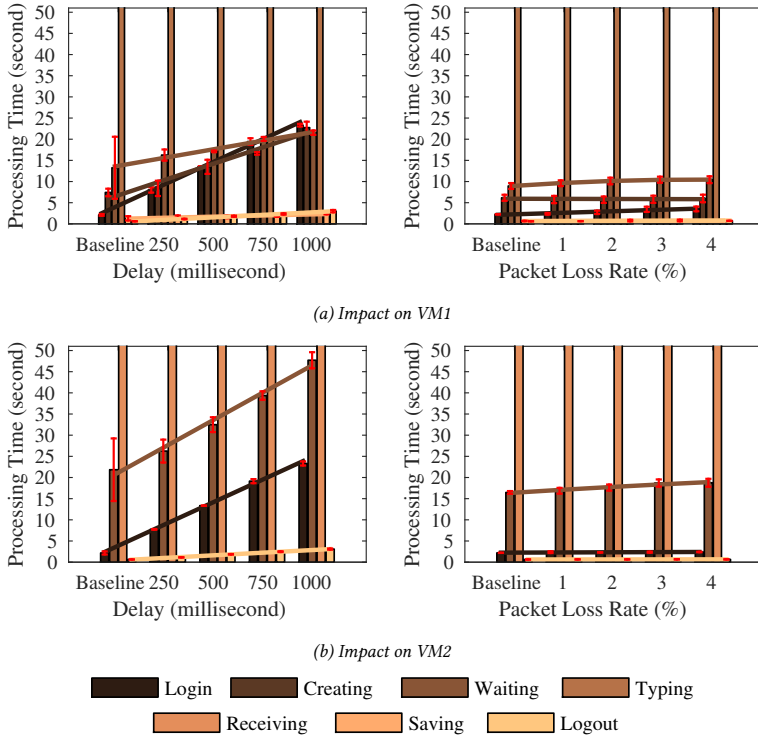 50
45
40
35
30
25
20
15
10
5
0
Processing Time (second)
Baseline 250 500 750 1000
Delay (millisecond)
50
45
40
35
30
25
20
15
10
5
0
Processing Time (second)
Baseline 1 2 3 4
Packet Loss Rate (%)
(a) Impact on VM1
50
45
40
35
30
25
20
15
10
5
0
Processing Time (second)
Baseline 250 500 750 1000
Delay (millisecond)
50
45
40
35
30
25
20
15
10
5
0
Processing Time (second)
Baseline 1 2 3 4
Packet Loss Rate (%)
(b) Impact on VM2
Login Creating Waiting Typing
Receiving Saving Logout